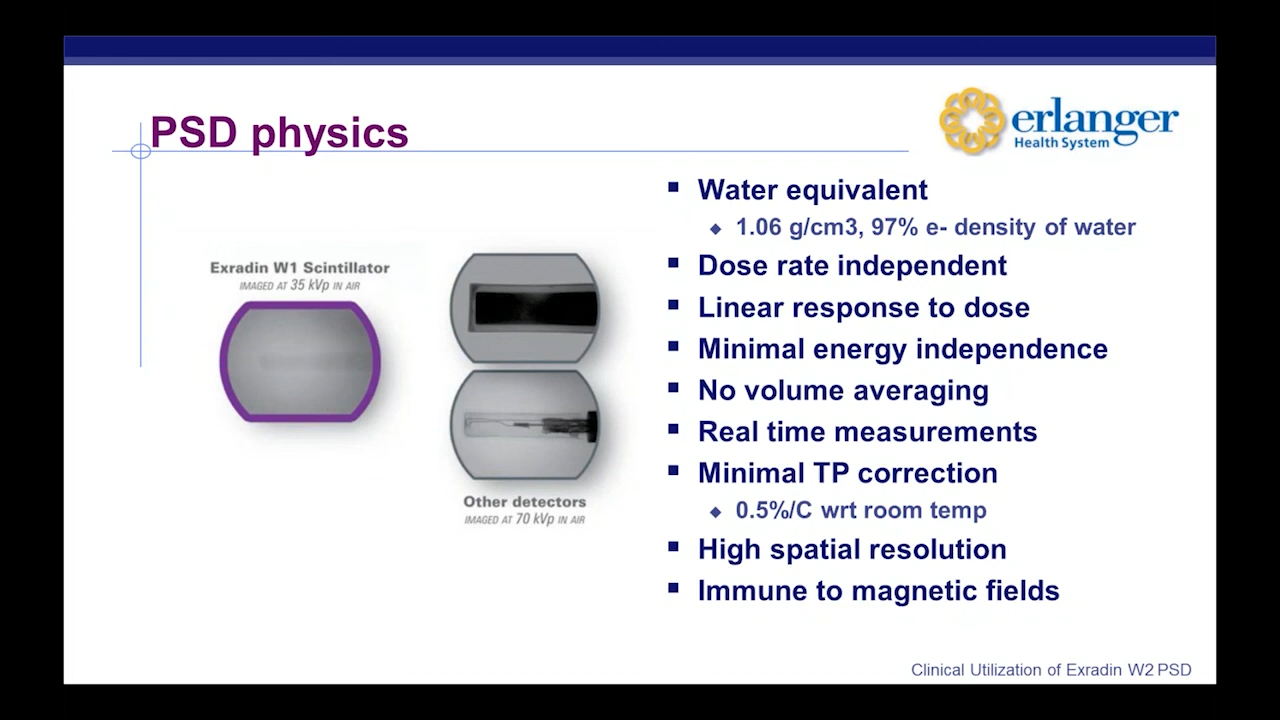 PSD physics
erlanger
Health System
Exradin W1 Scintillator
IMAGED AT 35 kVp IN AIR
Other detectors
IMAGED AT 70 kVp IN AIR
Water equivalent
1.06 g/cm3, 97% e- density of water
Dose rate independent
Linear response to dose
Minimal energy independence
No volume averaging
Real time measurements
Minimal TP correction
0.5%/C wrt room temp
High spatial resolution
Immune to magnetic fields
Clinical Utilization of Exradin W2 PSD